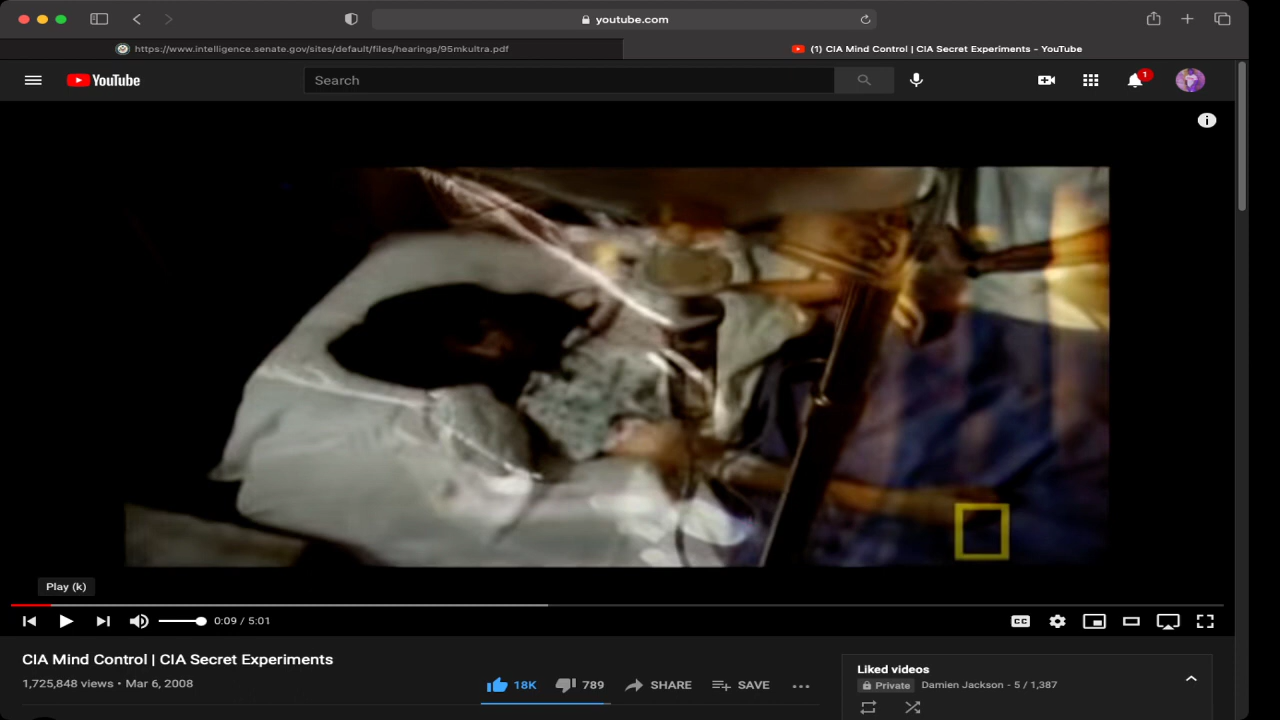 youtube.com
https://www.intelligence.senate.gov/sites/default/files/hearings/95mkultra.pdf
(1) CIA Mind Control | CIA Secret Experiments - YouTube
YouTube
Search
1
Play (k)
0:09 / 5:01
CC
CIA Mind Control | CIA Secret Experiments
1,725,848 views • Mar 6, 2008
18K
789
SHARE
SAVE
Liked videos
Private
Damien Jackson - 5 / 1,387